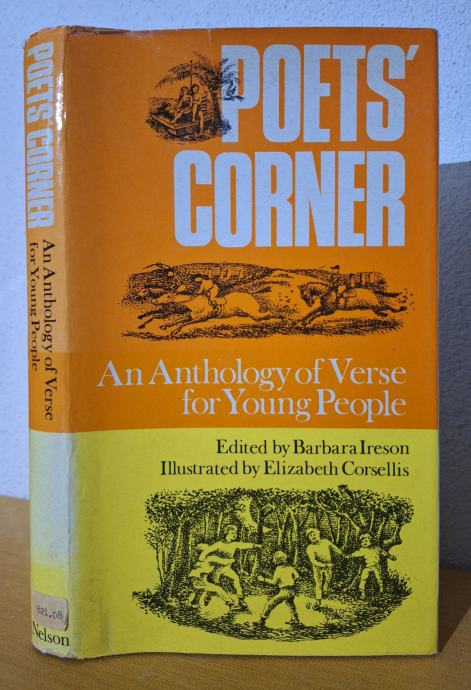 POETS'
CORNER
An Anthology of Verse
for Young People
Edited by Barbara Ireson
Illustrated by Elizabeth Corsellis
POETS' CORNER
An Anthology of Verse
for Young People
821.08
Nelson